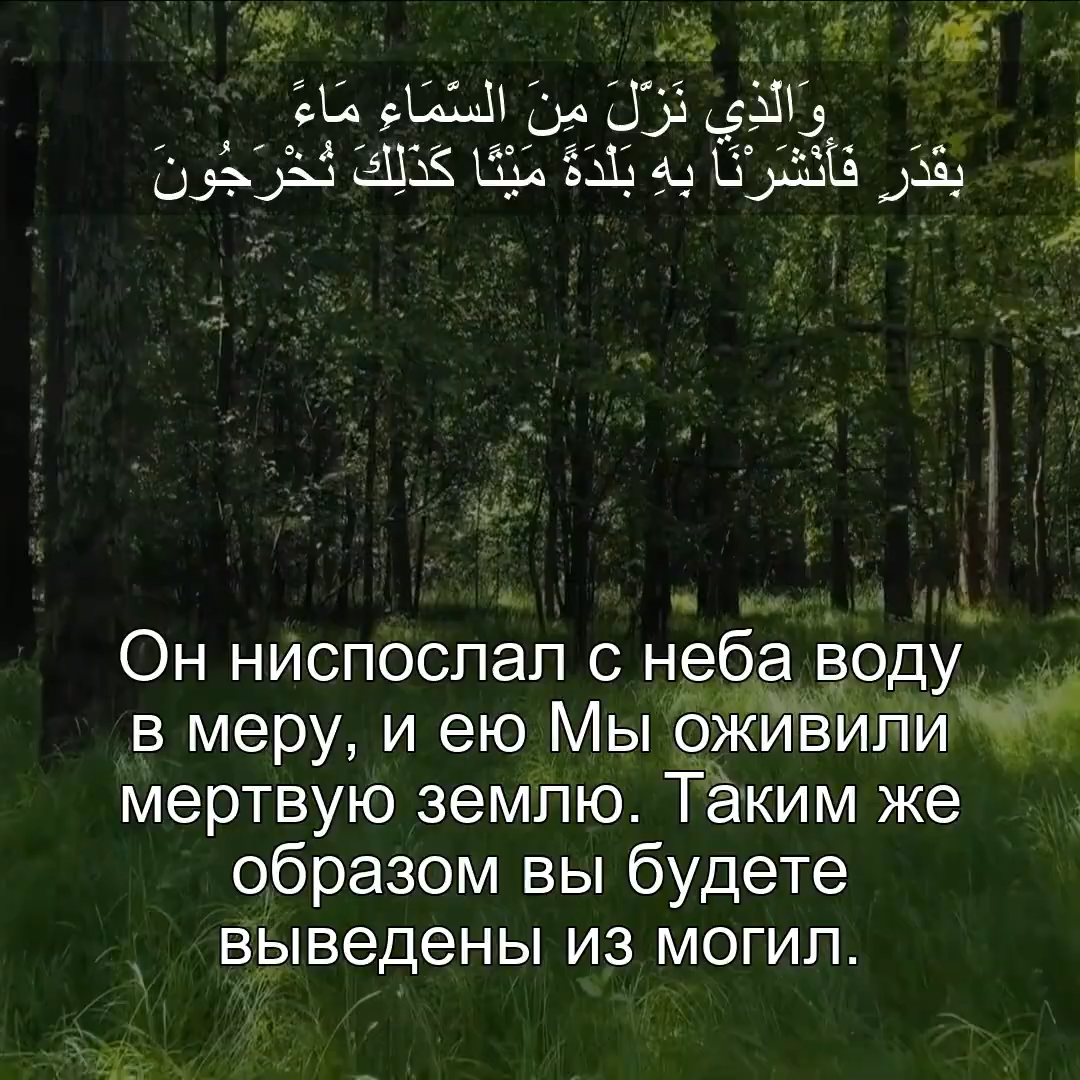 وَالَّذِي نَزَّلَ مِنَ السَّمَاءِ مَاءً
بِقَدَرٍ فَأَنْشَرْنَا بِهِ بَلْدَةً مَيْتًا كَذَلِكَ تُخْرَجُونَ
Он ниспослал с неба воду
в меру, и ею Мы оживили
мертвую землю. Таким же
образом вы будете
выведены из могил.